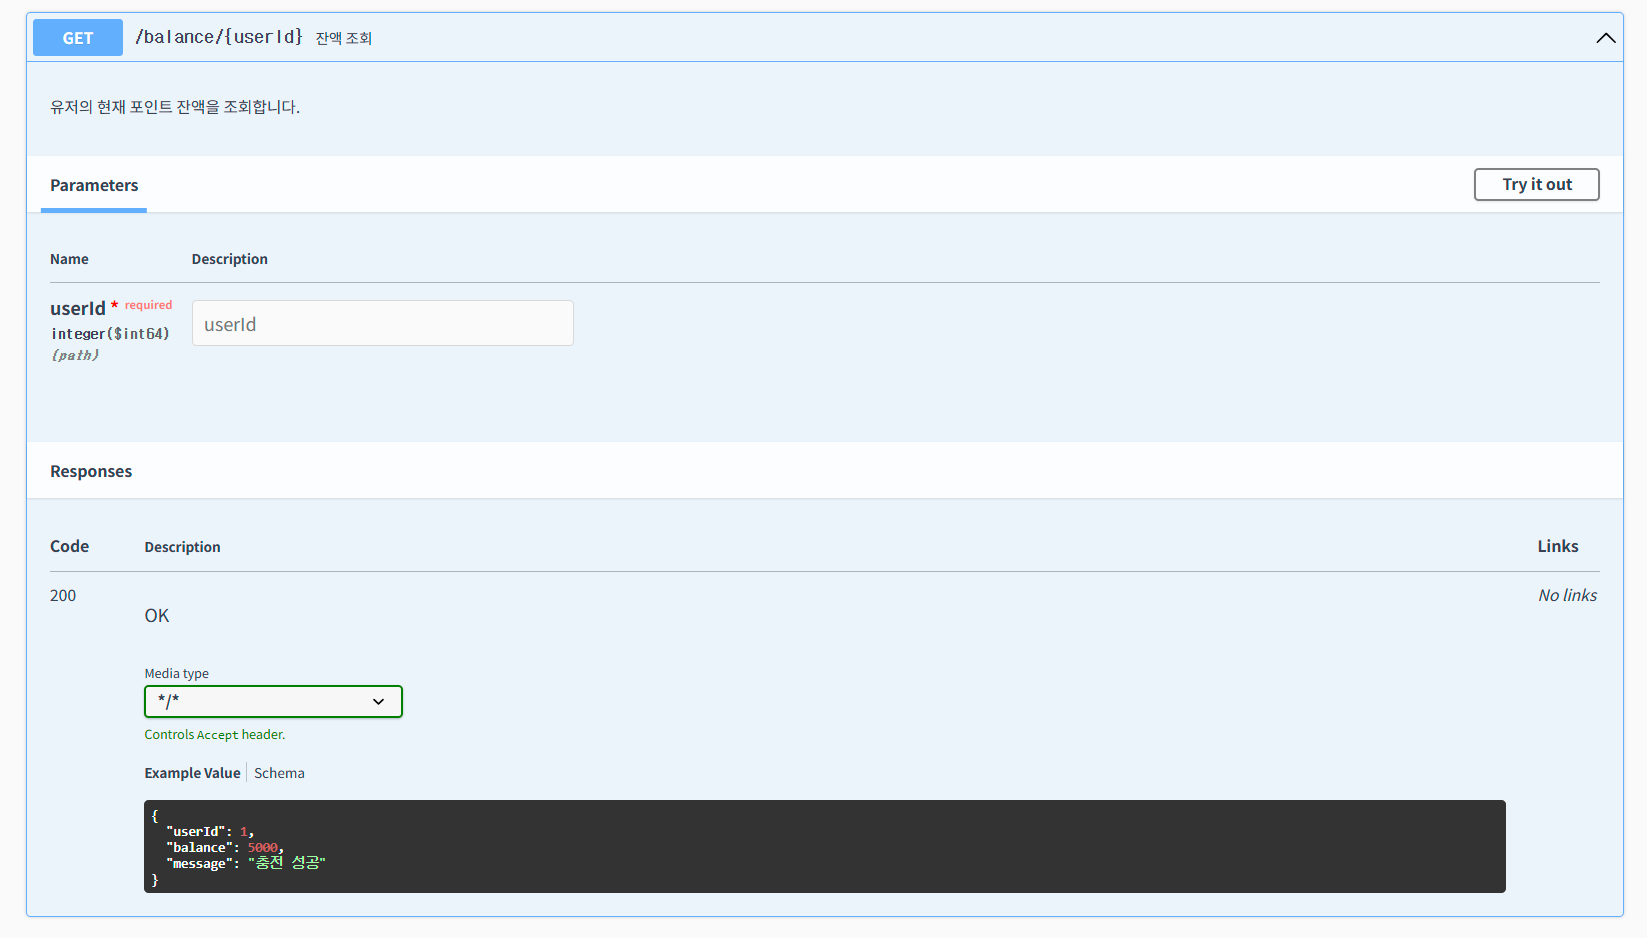 GET /balance/{userId} 잔액 조회
유저의 현재 포인트 잔액을 조회합니다.
Parameters
Try it out
Name Description
userId * required
integer($int64)
(path)
userId
Responses
Code Description Links
200
OK
No links
Media type
*/*
Controls Accept header.
Example Value Schema
{
"userId": 1,
"balance": 5000,
"message": "충전 성공"
}